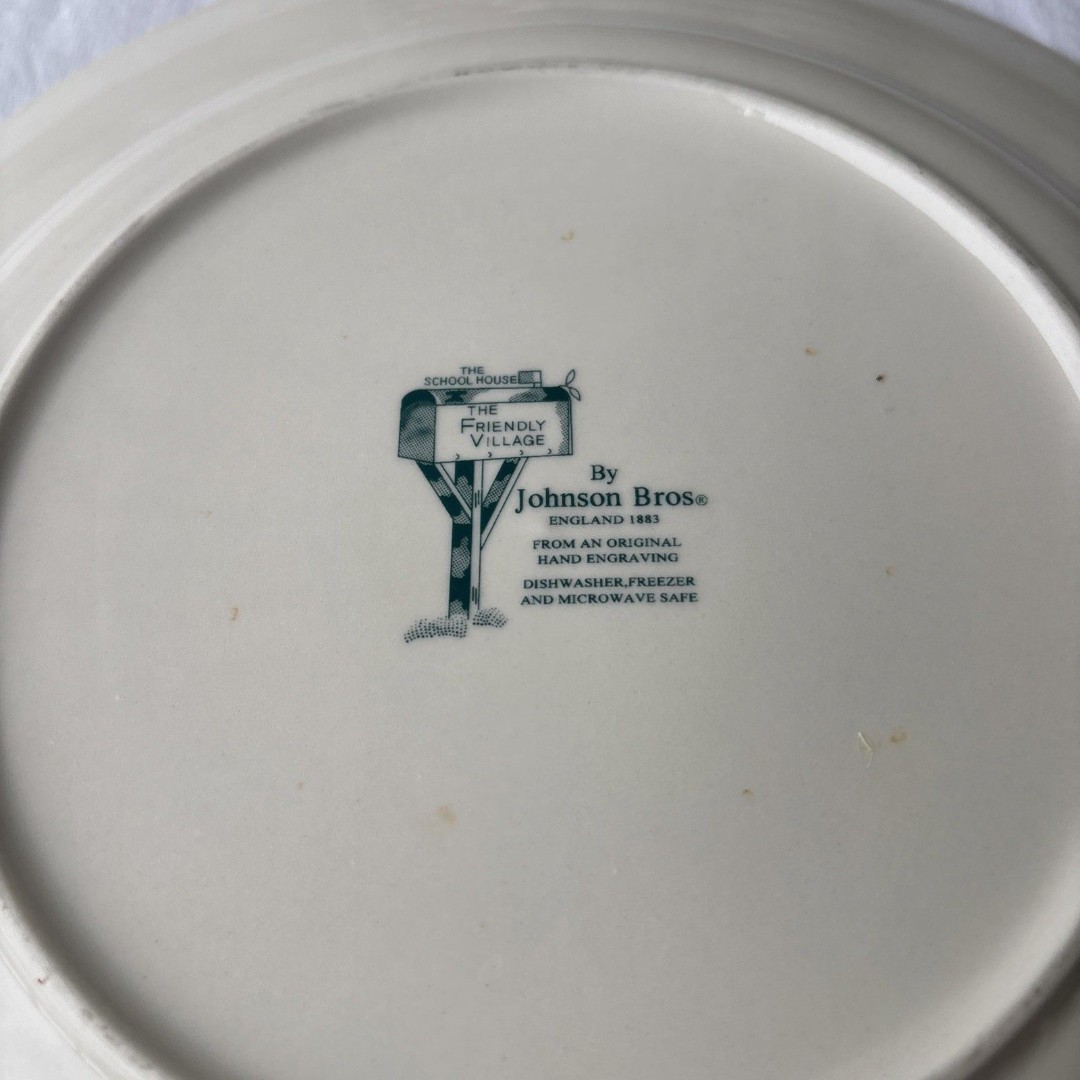 THE
SCHOOL HOUSE
THE
FRIENDLY
VILLAGE
By
Johnson Bros®
ENGLAND 1883
FROM AN ORIGINAL
HAND ENGRAVING
DISHWASHER,FREEZER
AND MICROWAVE SAFE